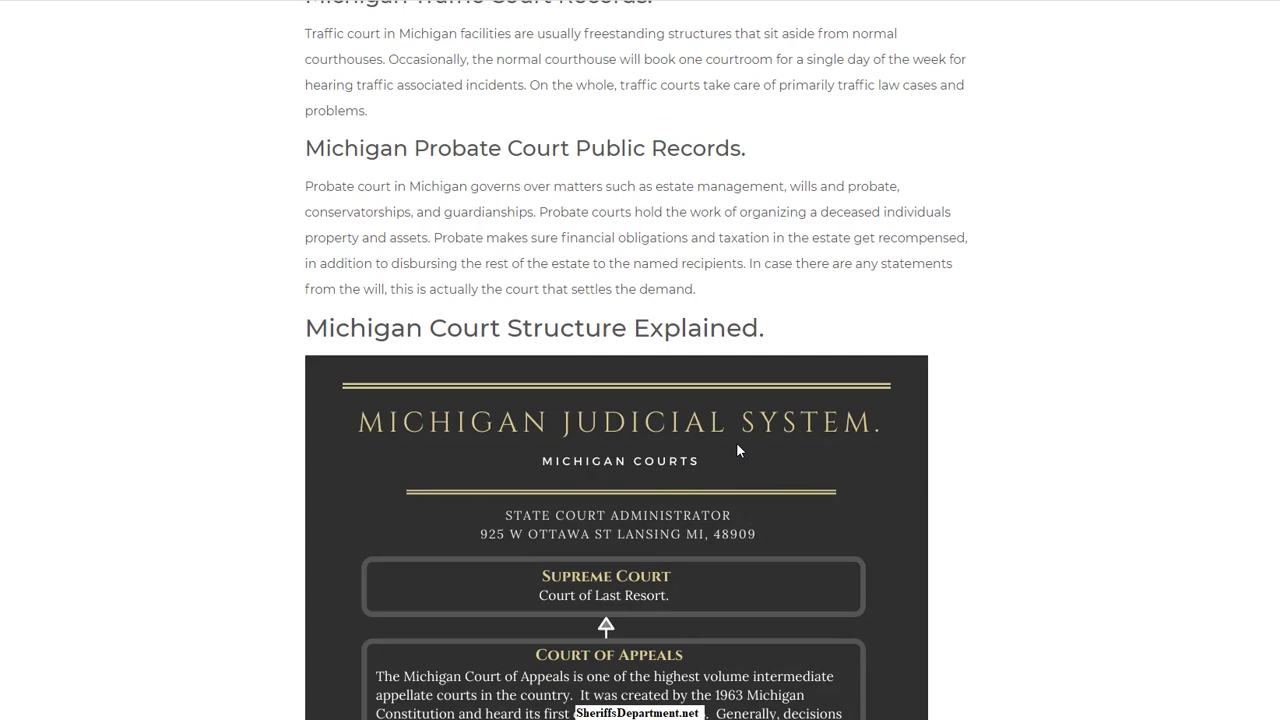 Michigan Traffic Court Records.
Traffic court in Michigan facilities are usually freestanding structures that sit aside from normal
courthouses. Occasionally, the normal courthouse will book one courtroom for a single day of the week for
hearing traffic associated incidents. On the whole, traffic courts take care of primarily traffic law cases and
problems.
Michigan Probate Court Public Records.
Probate court in Michigan governs over matters such as estate management, wills and probate,
conservatorships, and guardianships. Probate courts hold the work of organizing a deceased individuals
property and assets. Probate makes sure financial obligations and taxation in the estate get recompensed,
in addition to disbursing the rest of the estate to the named recipients. In case there are any statements
from the will, this is actually the court that settles the demand.
Michigan Court Structure Explained.
MICHIGAN JUDICIAL SYSTEM.
MICHIGAN COURTS
STATE COURT ADMINISTRATOR
925 W OTTAWA ST LANSING MI, 48909
SUPREME COURT
Court of Last Resort.
COURT OF APPEALS
The Michigan Court of Appeals is one of the highest volume intermediate
appellate courts in the country. It was created by the 1963 Michigan
Constitution and heard its first . Generally, decisions
SheriffsDepartment.net